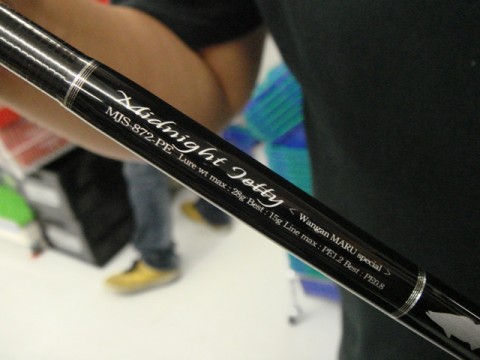 Midnight Jetty < Wangan MARU special >
MJS-872-PE Lure wt max : 28g Best : 15g Line max : PE1.2 Best : PE0.8